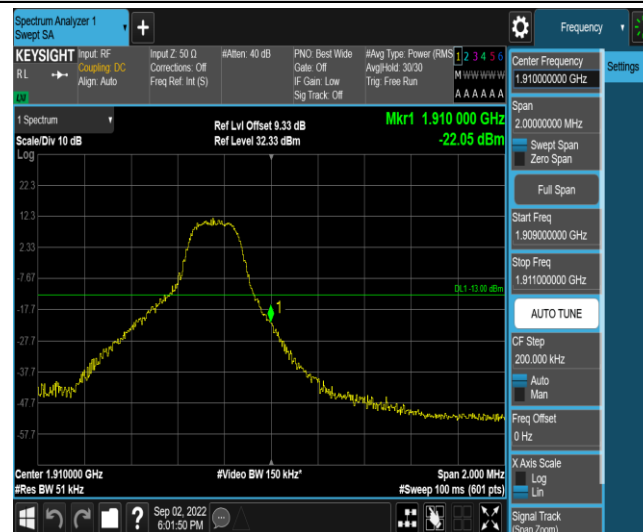 Spectrum Analyzer 1
Swept SA
+
Frequency
KEYSIGHT
RL
LXI
Input: RF
Coupling: DC
Align: Auto
Input Z: 50 Ω
Corrections: Off
Freq Ref: Int (S)
#Atten: 40 dB
PNO: Best Wide
Gate: Off
IF Gain: Low
Sig Track: Off
#Avg Type: Power (RMS
Avg|Hold: 30/30
Trig: Free Run
1 2 3 4 5 6
M W W W W W
A A A A A A
1 Spectrum
Scale/Div 10 dB
Ref Lvl Offset 9.33 dB
Ref Level 32.33 dBm
Mkr1 1.910 000 GHz
-22.05 dBm
Log
22.3
12.3
2.33
-7.67
-17.7
-27.7
-37.7
-47.7
-57.7
DL1 -13.00 dBm
1
Center 1.91000 GHz
#Res BW 51 kHz
#Video BW 150 kHz*
Span 2.000 MHz
#Sweep 100 ms (601 pts)
Center Frequency
1.910000000 GHz
Span
2.00000000 MHz
Swept Span
Zero Span
Full Span
Start Freq
1.909000000 GHz
Stop Freq
1.911000000 GHz
AUTO TUNE
CF Step
200.000 kHz
Auto
Man
Freq Offset
0 Hz
X Axis Scale
Log
Lin
Signal Track
(Span Zoom)
Settings
?
Sep 02, 2022
6:01:50 PM